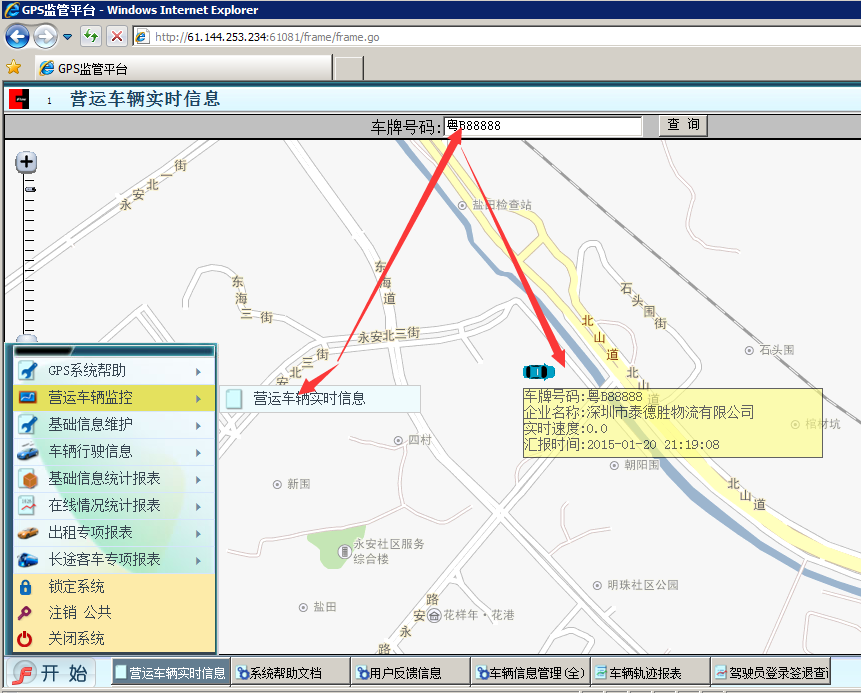 GPS监管平台 - Windows Internet Explorer
http://61.144.253.234:61081/frame/frame.go
GPS监管平台
1 营运车辆实时信息
车牌号码: 粤B88888 查 询
永安北一街
盐田检查站
东海道
东海三街
石头围街
北山道
永安北三街
石头围
安北三街
北山道
GPS系统帮助
营运车辆监控
营运车辆实时信息
基础信息维护
车辆行驶信息
基础信息统计报表
在线情况统计报表
出租专项报表
长途客车专项报表
锁定系统
注销 公共
关闭系统
车牌号码:粤B88888
企业名称:深圳市泰德胜物流有限公司
实时速度:0.0
汇报时间:2015-01-20 21:19:08
棺材坑
四村
朝阳围
新围
北山道
永安社区服务
综合楼
明珠社区公园
盐田
花样年·花港
永安路
路
开 始
营运车辆实时信息
系统帮助文档
用户反馈信息
车辆信息管理(全)
车辆轨迹报表
驾驶员登录签退查询